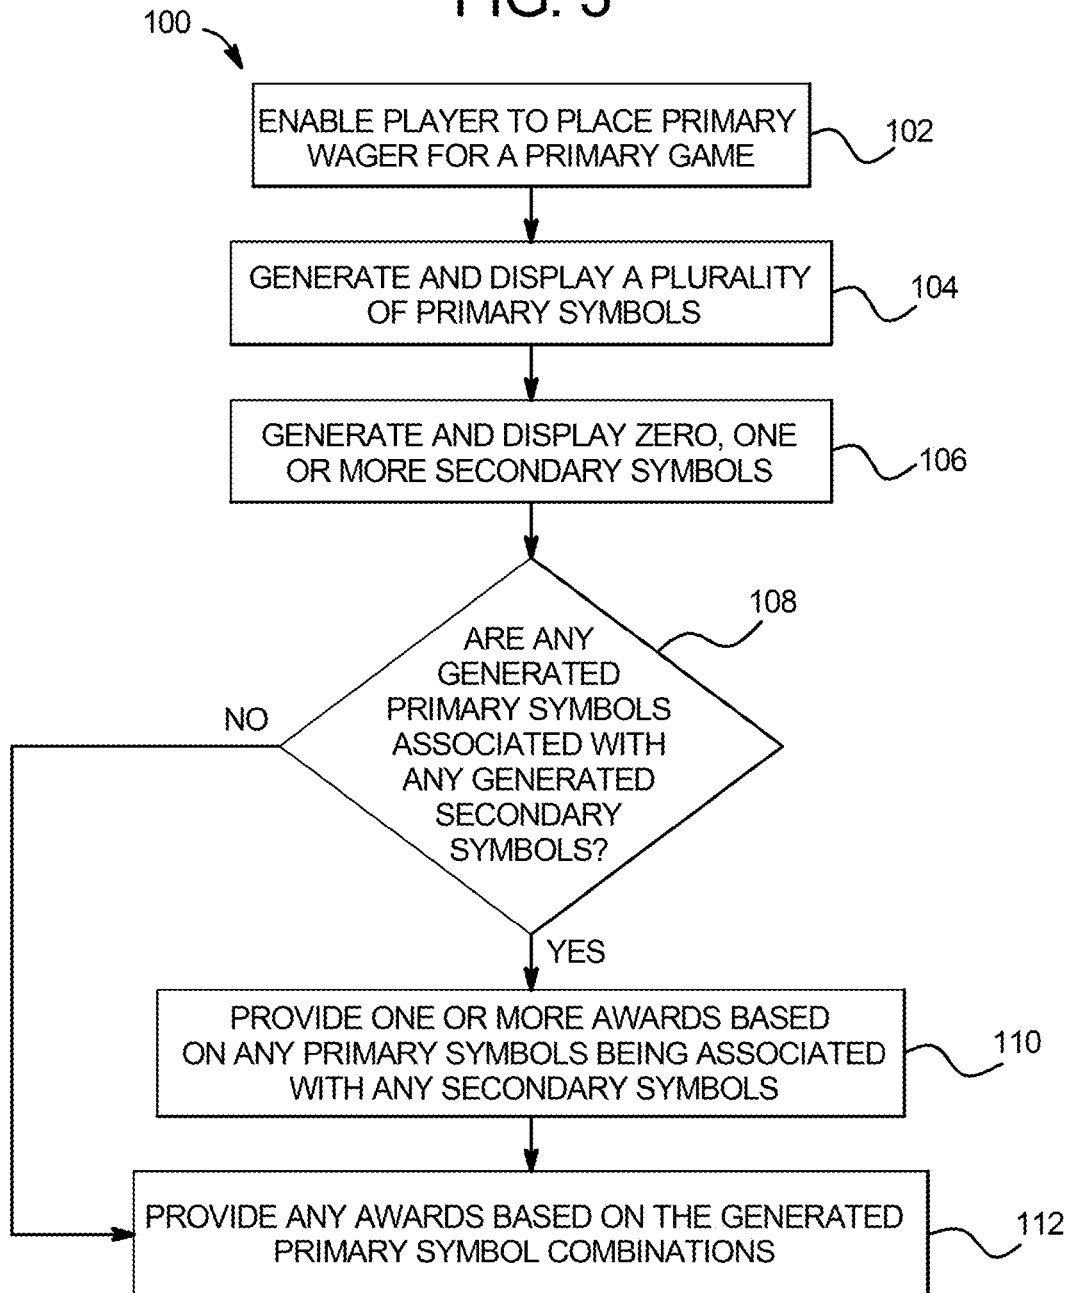 FIG.
100
ENABLE PLAYER TO PLACE PRIMARY
WAGER FOR A PRIMARY GAME
102
GENERATE AND DISPLAY A PLURALITY
OF PRIMARY SYMBOLS
104
GENERATE AND DISPLAY ZERO, ONE
OR MORE SECONDARY SYMBOLS
106
108
ARE ANY
GENERATED
PRIMARY SYMBOLS
ASSOCIATED WITH
ANY GENERATED
SECONDARY
SYMBOLS?
NO
YES
PROVIDE ONE OR MORE AWARDS BASED
ON ANY PRIMARY SYMBOLS BEING ASSOCIATED
WITH ANY SECONDARY SYMBOLS
110
PROVIDE ANY AWARDS BASED ON THE GENERATED
PRIMARY SYMBOL COMBINATIONS
112